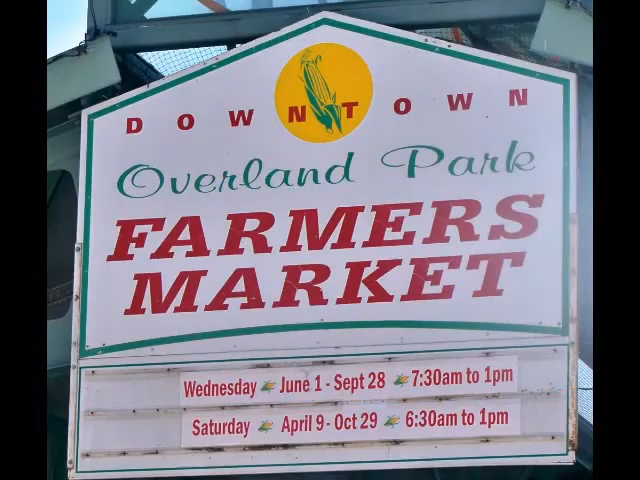 DOWNTOWN
Overland Park
FARMERS
MARKET
Wednesday June 1 - Sept 28 7:30am to 1pm
Saturday April 9 - Oct 29 6:30am to 1pm